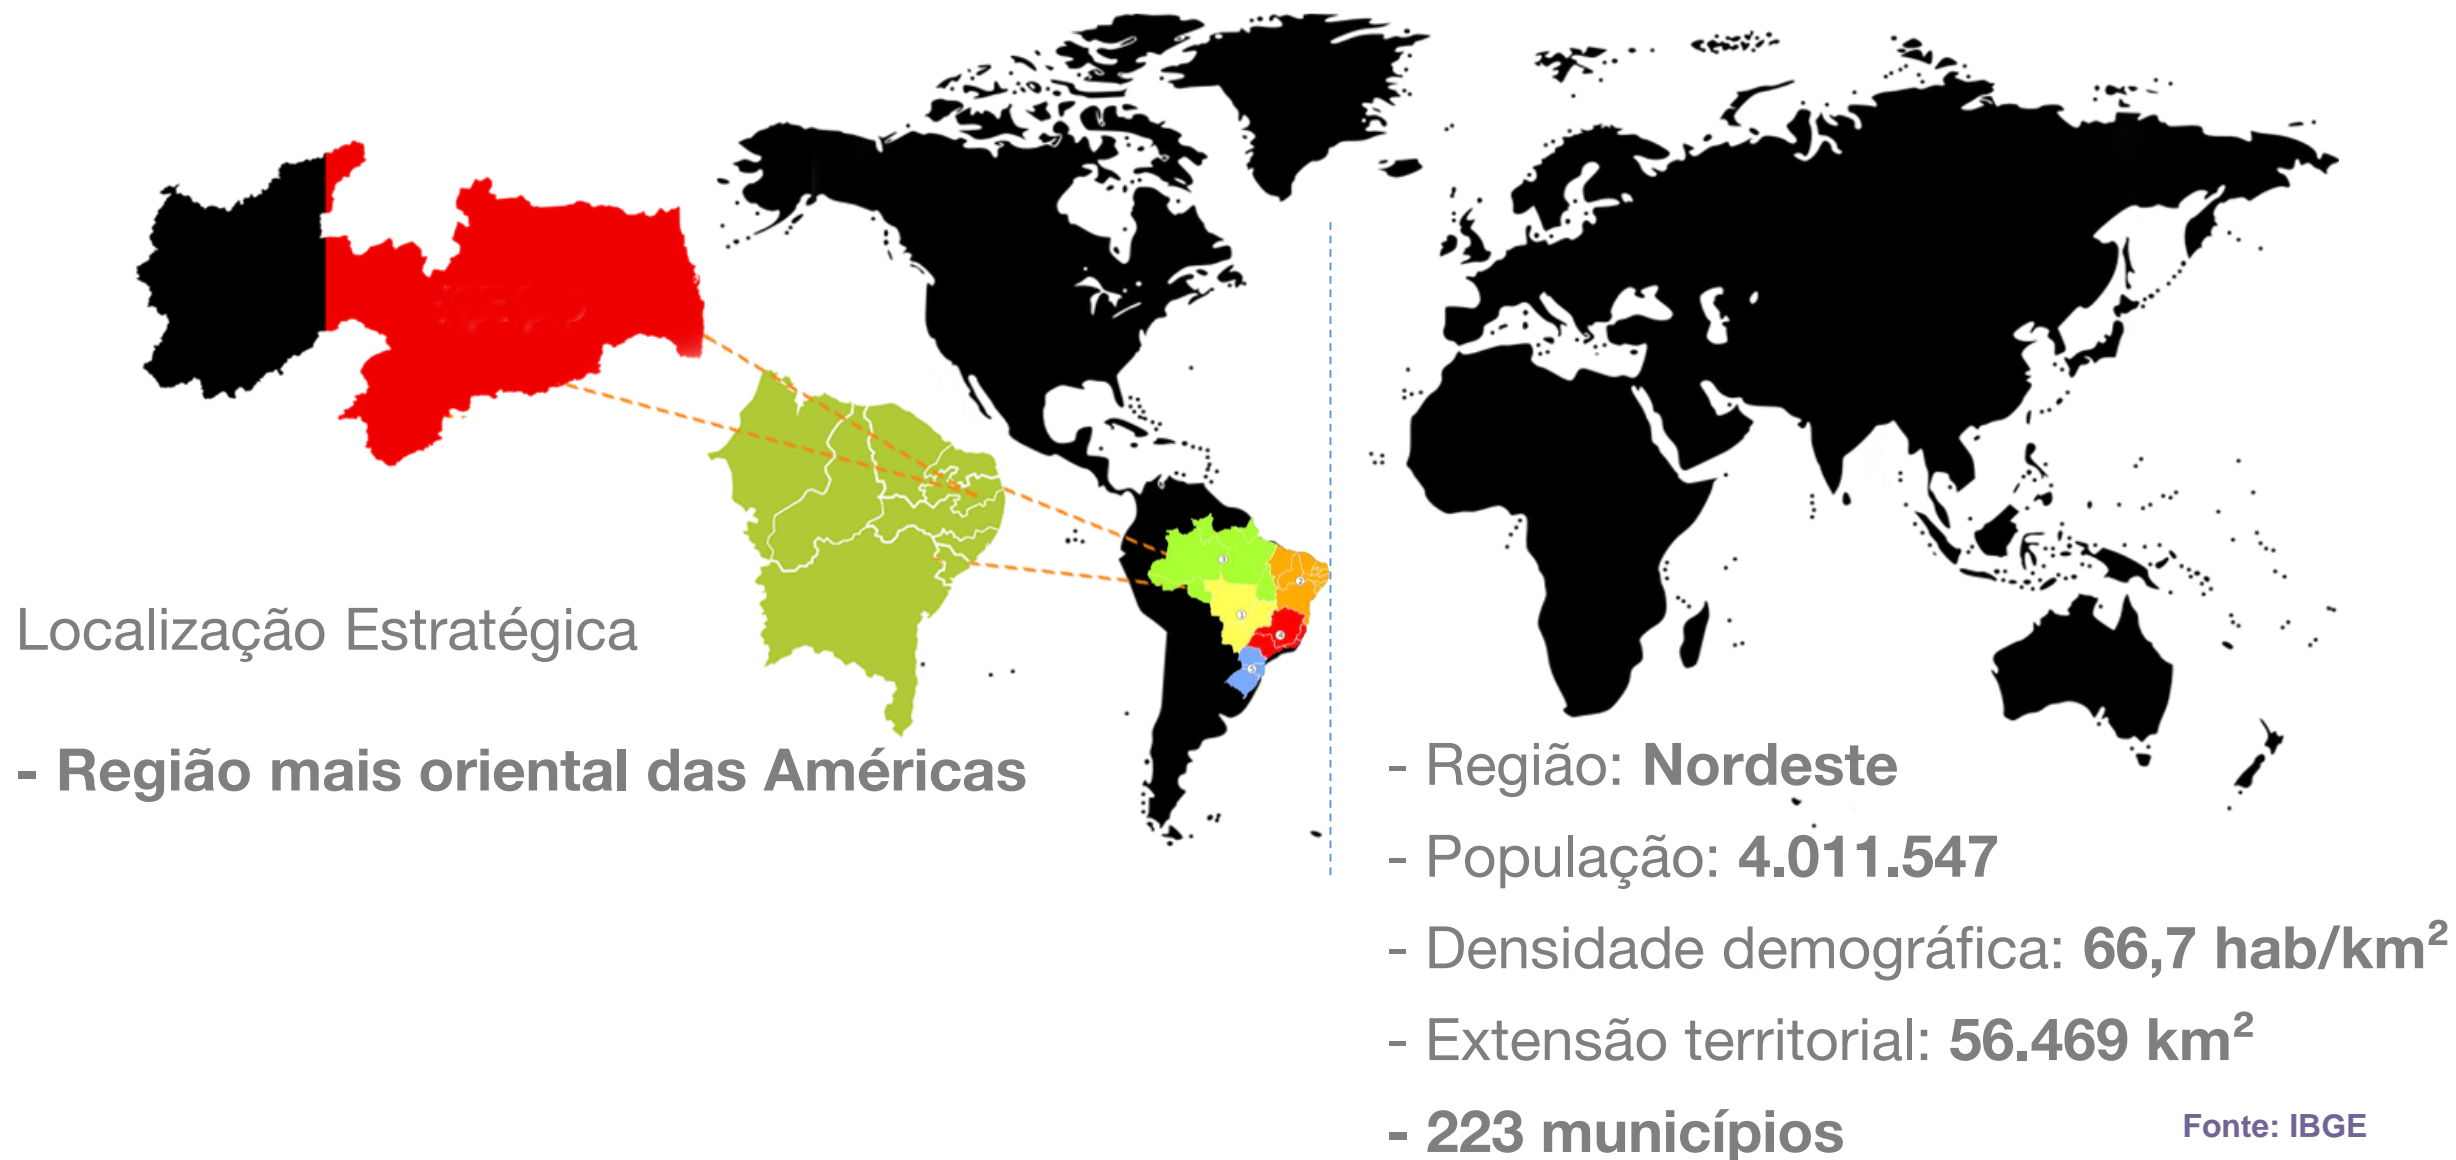 Localização Estratégica
- Região mais oriental das Américas
- Região: Nordeste
- População: 4.011.547
- Densidade demográfica: 66,7 hab/km²
- Extensão territorial: 56.469 km²
- 223 municípios
Fonte: IBGE